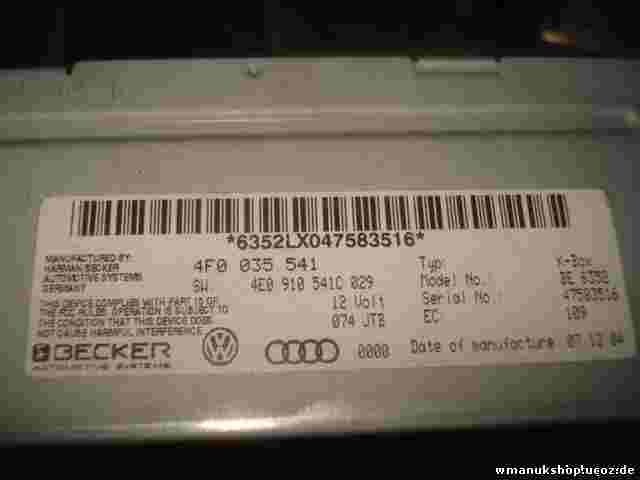 *6352LX047583516*
MANUFACTURED BY:
HARMAN BECKER
AUTOMOTIVE SYSTEMS
GERMANY
THIS DEVICE COMPLIES WITH PART 15 OF
THE FCC RULES. OPERATION IS SUBJECT TO
THE CONDITION THAT THIS DEVICE DOES
NOT CAUSE HARMFUL INTERFERENCE.
4F0 035 541
SW: 4E0 910 541C 029
12 Volt
074 JTB
Typ: K-Box
Model No.: BE 6352
Serial No.: 47583516
EC: 109
BECKER
AUTOMOTIVE SYSTEMS
0000 Date of manufacture 07.12.04
wmanukshop1.ucoz.de